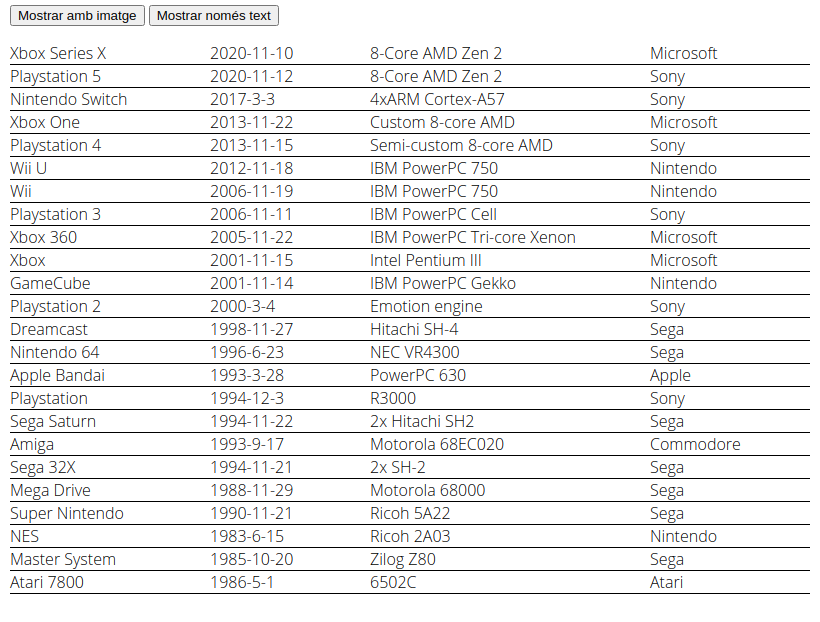 Mostrar amb imatge Mostrar només text
Xbox Series X 2020-11-10 8-Core AMD Zen 2 Microsoft
Playstation 5 2020-11-12 8-Core AMD Zen 2 Sony
Nintendo Switch 2017-3-3 4xARM Cortex-A57 Sony
Xbox One 2013-11-22 Custom 8-core AMD Microsoft
Playstation 4 2013-11-15 Semi-custom 8-core AMD Sony
Wii U 2012-11-18 IBM PowerPC 750 Nintendo
Wii 2006-11-19 IBM PowerPC 750 Nintendo
Playstation 3 2006-11-11 IBM PowerPC Cell Sony
Xbox 360 2005-11-22 IBM PowerPC Tri-core Xenon Microsoft
Xbox 2001-11-15 Intel Pentium III Microsoft
GameCube 2001-11-14 IBM PowerPC Gekko Nintendo
Playstation 2 2000-3-4 Emotion engine Sony
Dreamcast 1998-11-27 Hitachi SH-4 Sega
Nintendo 64 1996-6-23 NEC VR4300 Sega
Apple Bandai 1993-3-28 PowerPC 630 Apple
Playstation 1994-12-3 R3000 Sony
Sega Saturn 1994-11-22 2x Hitachi SH2 Sega
Amiga 1993-9-17 Motorola 68EC020 Commodore
Sega 32X 1994-11-21 2x SH-2 Sega
Mega Drive 1988-11-29 Motorola 68000 Sega
Super Nintendo 1990-11-21 Ricoh 5A22 Sega
NES 1983-6-15 Ricoh 2A03 Nintendo
Master System 1985-10-20 Zilog Z80 Sega
Atari 7800 1986-5-1 6502C Atari